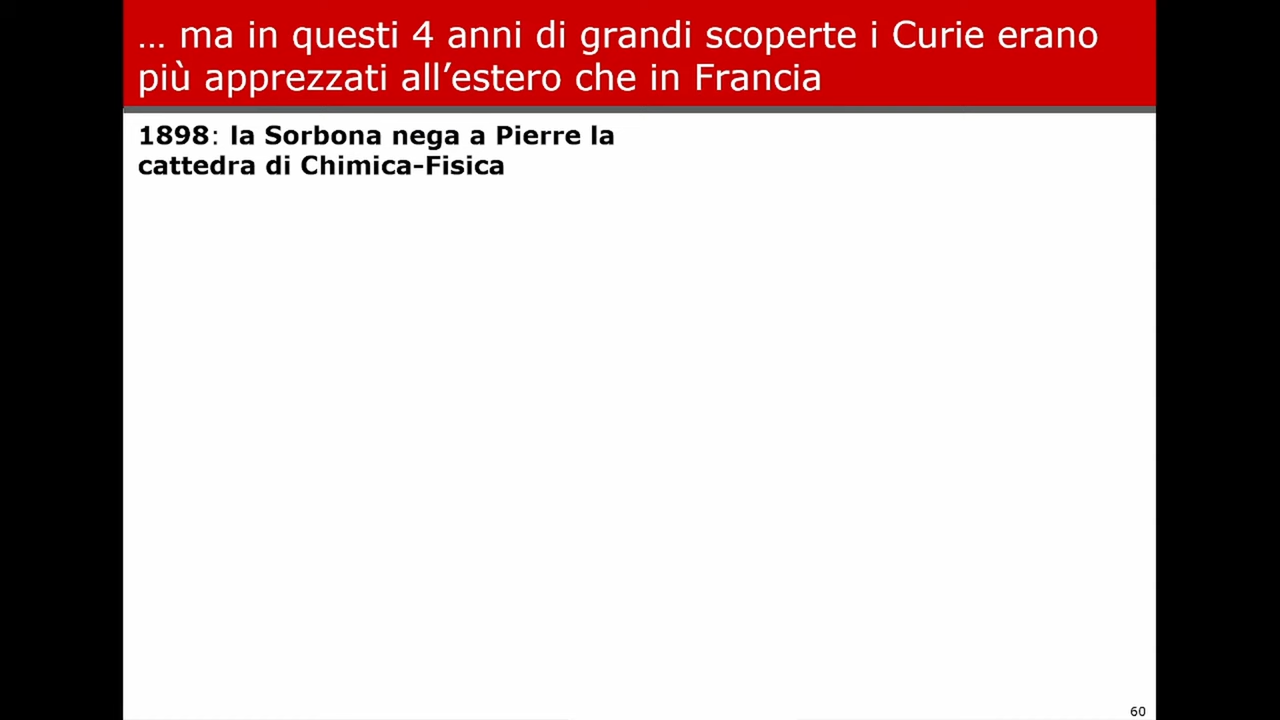 … ma in questi 4 anni di grandi scoperte i Curie erano
più apprezzati all’estero che in Francia
1898: la Sorbona nega a Pierre la
cattedra di Chimica-Fisica
60